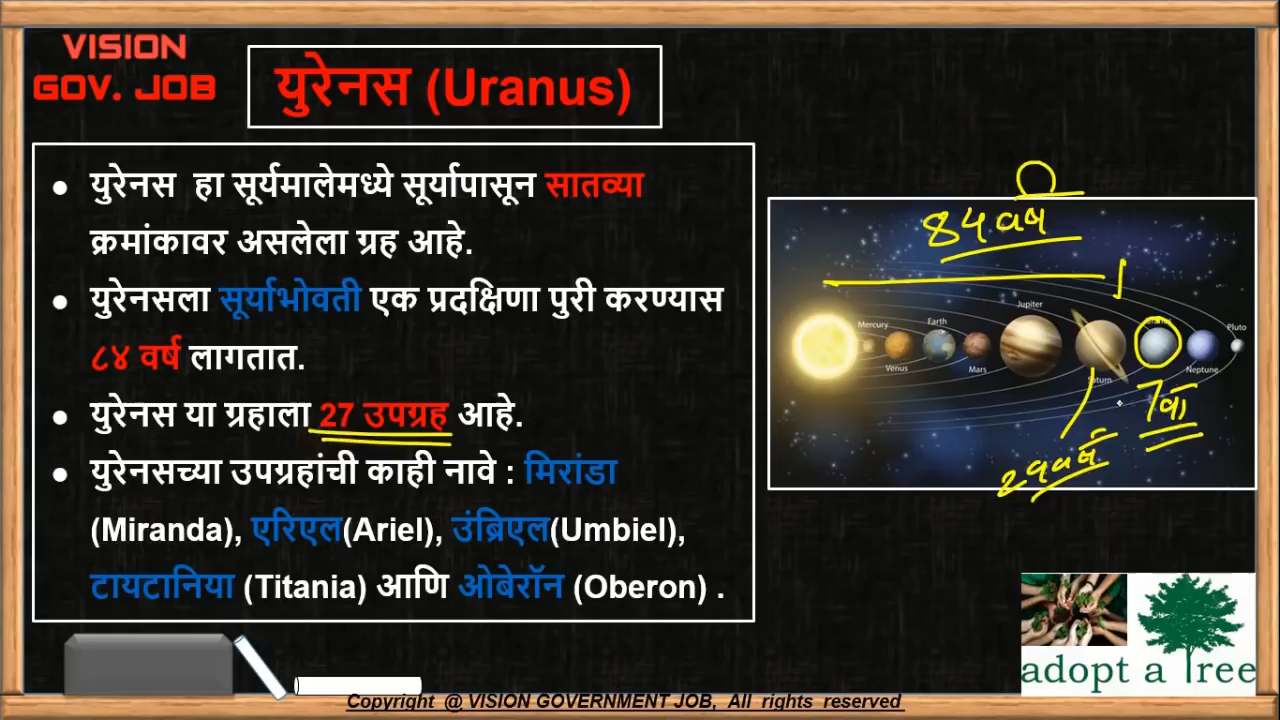 VISION
GOV. JOB
युरेनस (Uranus)
युरेनस हा सूर्यमालेमध्ये सूर्यापासून सातव्या
क्रमांकावर असलेला ग्रह आहे.
युरेनसला सूर्याभोवती एक प्रदक्षिणा पुरी करण्यास
८४ वर्ष लागतात.
युरेनस या ग्रहाला 27 उपग्रह आहे.
युरेनसच्या उपग्रहांची काही नावे : मिरांडा
(Miranda), एरिएल(Ariel), उंब्रिएल(Umbiel),
टायटानिया (Titania) आणि ओबेरॉन (Oberon) .
84 वर्ष
Jupiter
Mercury
Earth
Pluto
Venus
Mars
Saturn
Neptune
7वा
29 वर्ष
adopt a Tree
Copyright @ VISION GOVERNMENT JOB, All rights reserved